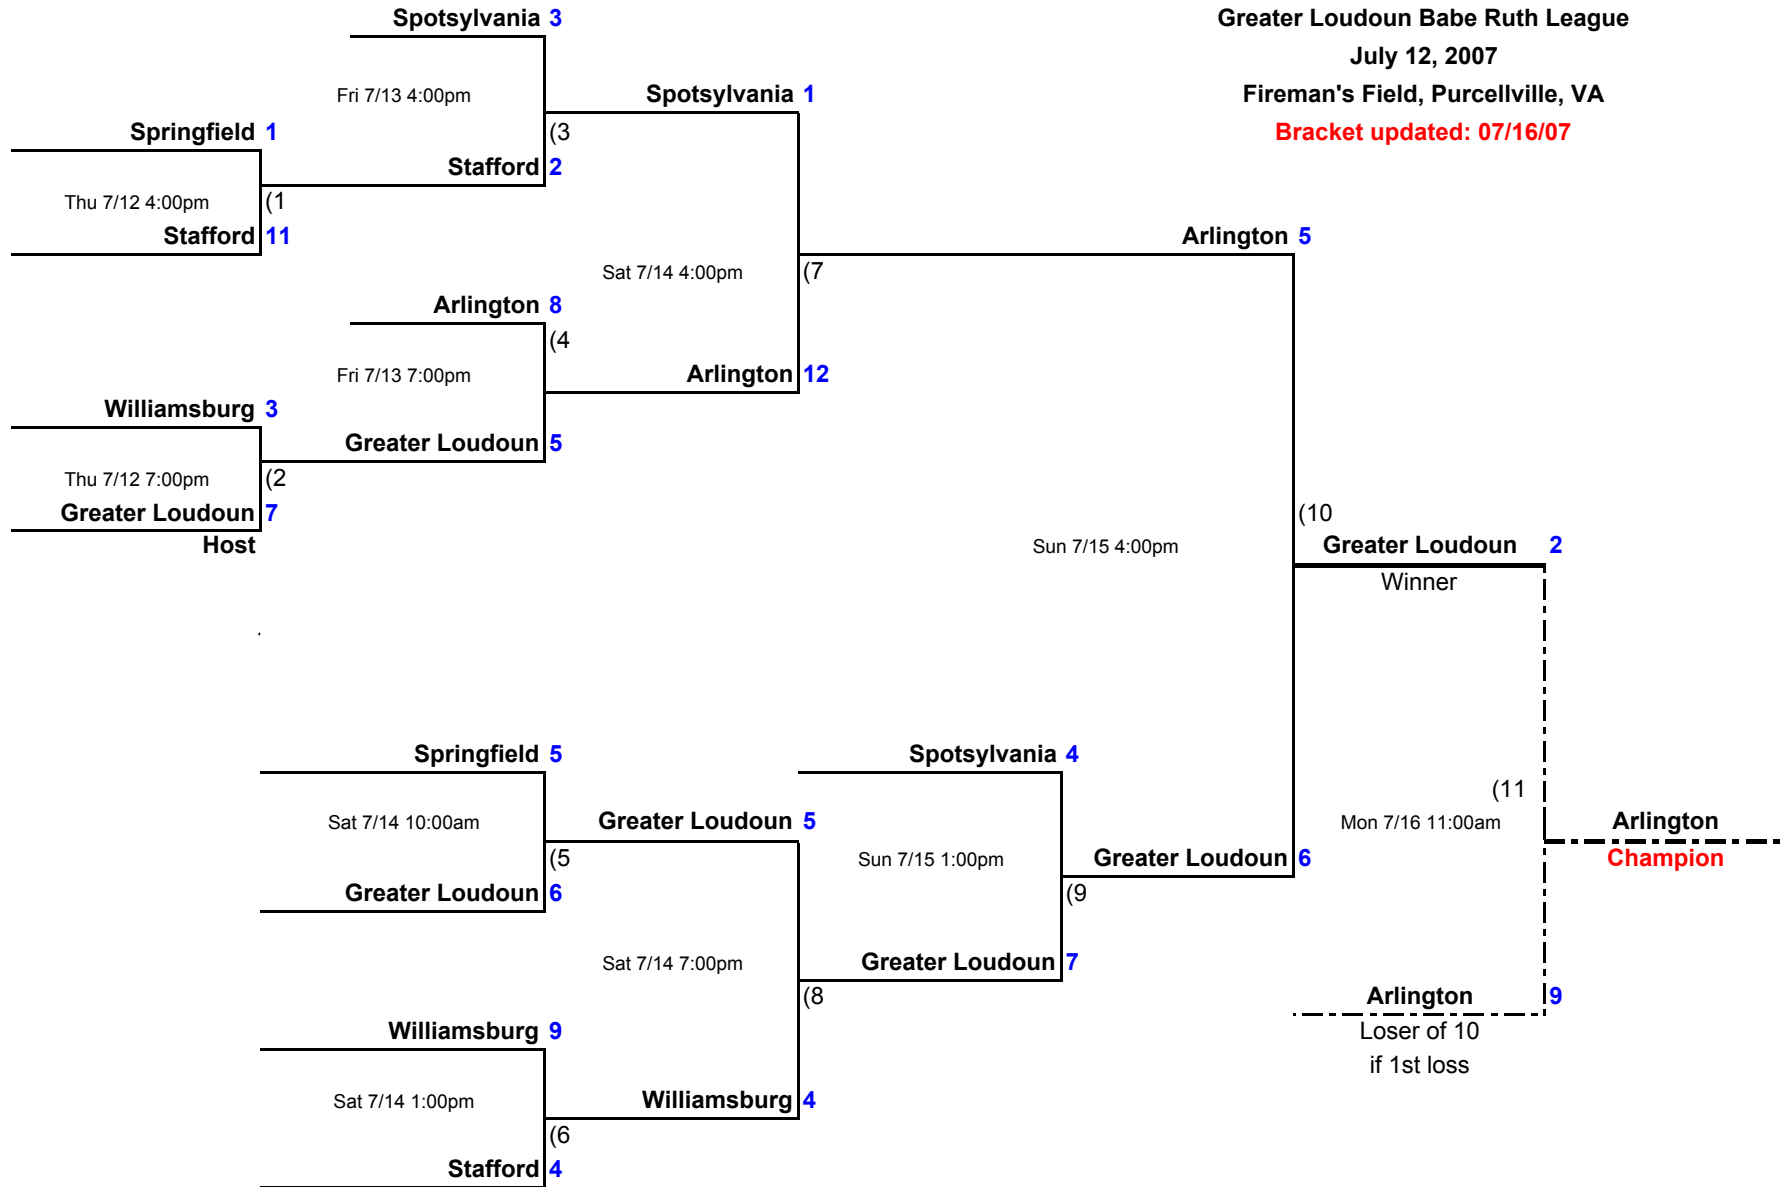 Spotsylvania 3
Greater Loudoun Babe Ruth League
July 12, 2007
Fri 7/13 4:00pm
Spotsylvania 1
Fireman's Field, Purcellville, VA
Springfield 1
(3
Bracket updated: 07/16/07
Stafford 2
Thu 7/12 4:00pm
(1
Stafford 11
Arlington 5
Sat 7/14 4:00pm
(7
Arlington 8
(4
Fri 7/13 7:00pm
Arlington 12
Williamsburg 3
Greater Loudoun 5
Thu 7/12 7:00pm
(2
Greater Loudoun 7
(10
Host
Sun 7/15 4:00pm
Greater Loudoun 2
Winner
Springfield 5
Spotsylvania 4
(11
Sat 7/14 10:00am
Greater Loudoun 5
Mon 7/16 11:00am
Arlington
(5
Sun 7/15 1:00pm
Greater Loudoun 6
Champion
Greater Loudoun 6
(9
Sat 7/14 7:00pm
Greater Loudoun 7
(8
Arlington 9
Williamsburg 9
Loser of 10
if 1st loss
Sat 7/14 1:00pm
Williamsburg 4
(6
Stafford 4